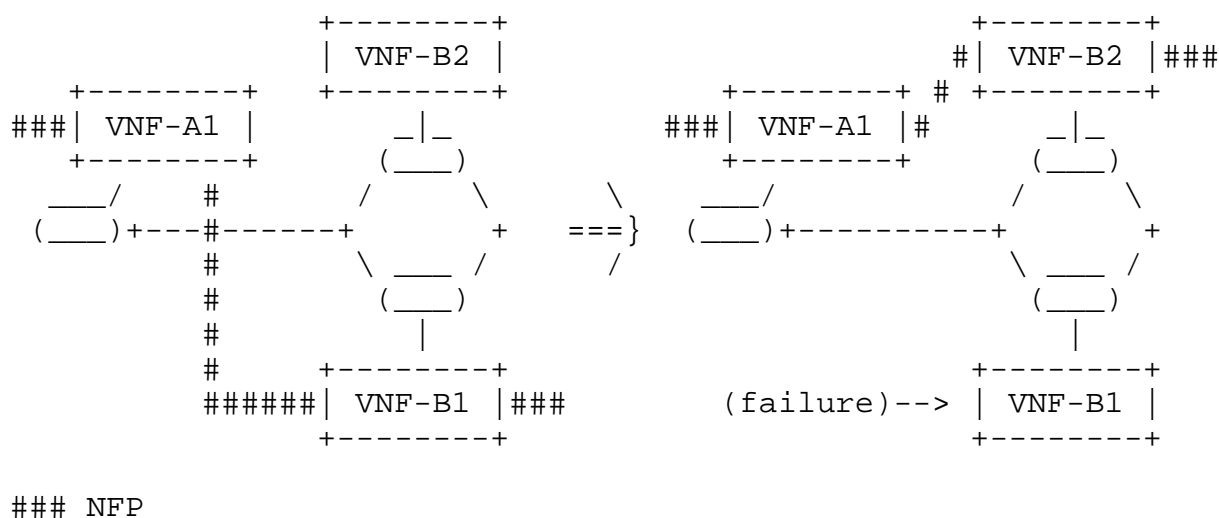 VNF-B2 VNF-B2
VNF-A1 VNF-A1
VNF-B1 (failure)--> VNF-B1
### NFP